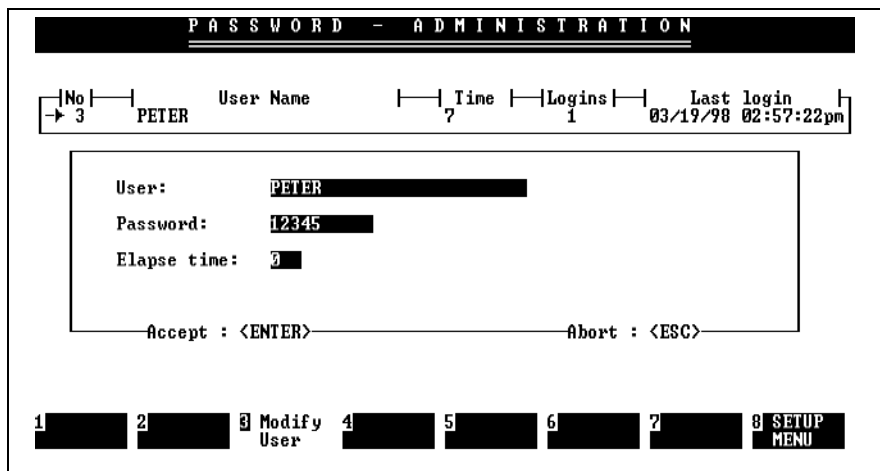 PASSWORD - ADMINISTRATION
No User Name Time Logins Last login
3 PETER 7 1 03/19/98 02:57:22pm
User: PETER
Password: 12345
Elapse time: 0
Accept : <ENTER> Abort : <ESC>
1 2 3 Modify User 4 5 6 7 8 SETUP MENU